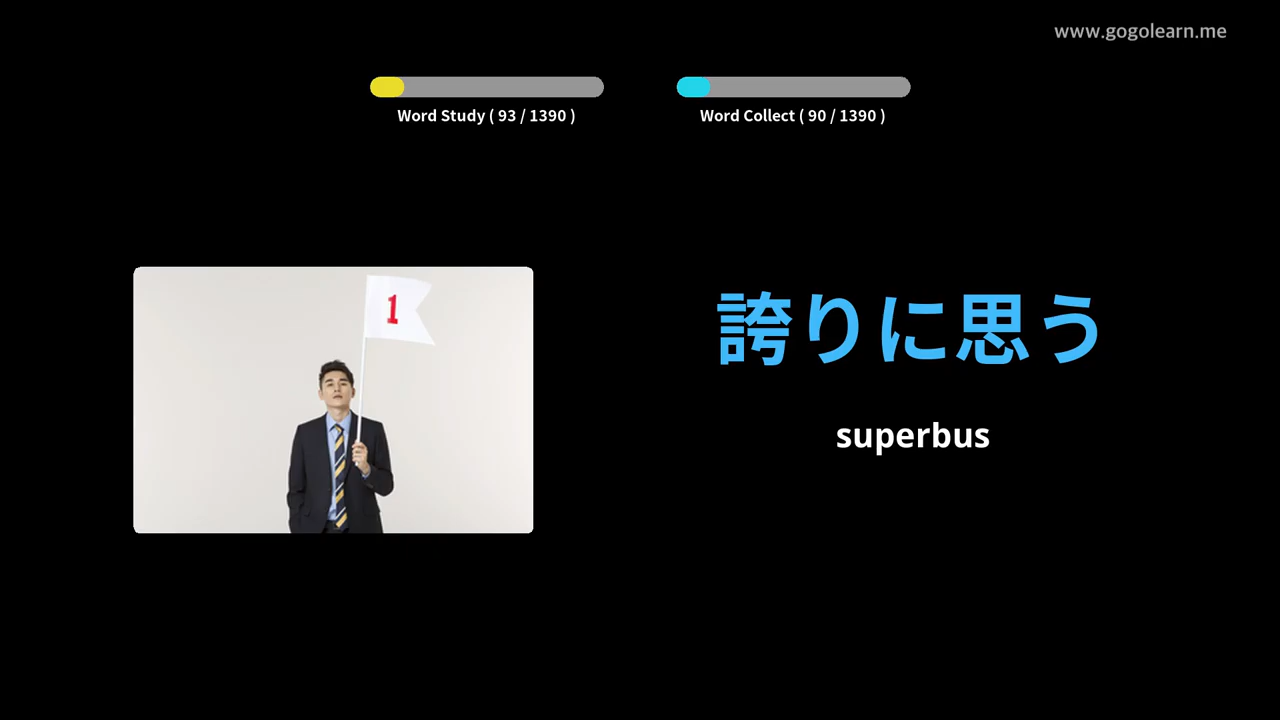 www.gogolearn.me
Word Study ( 93 / 1390 )
Word Collect ( 90 / 1390 )
1
誇りに思う
superbus